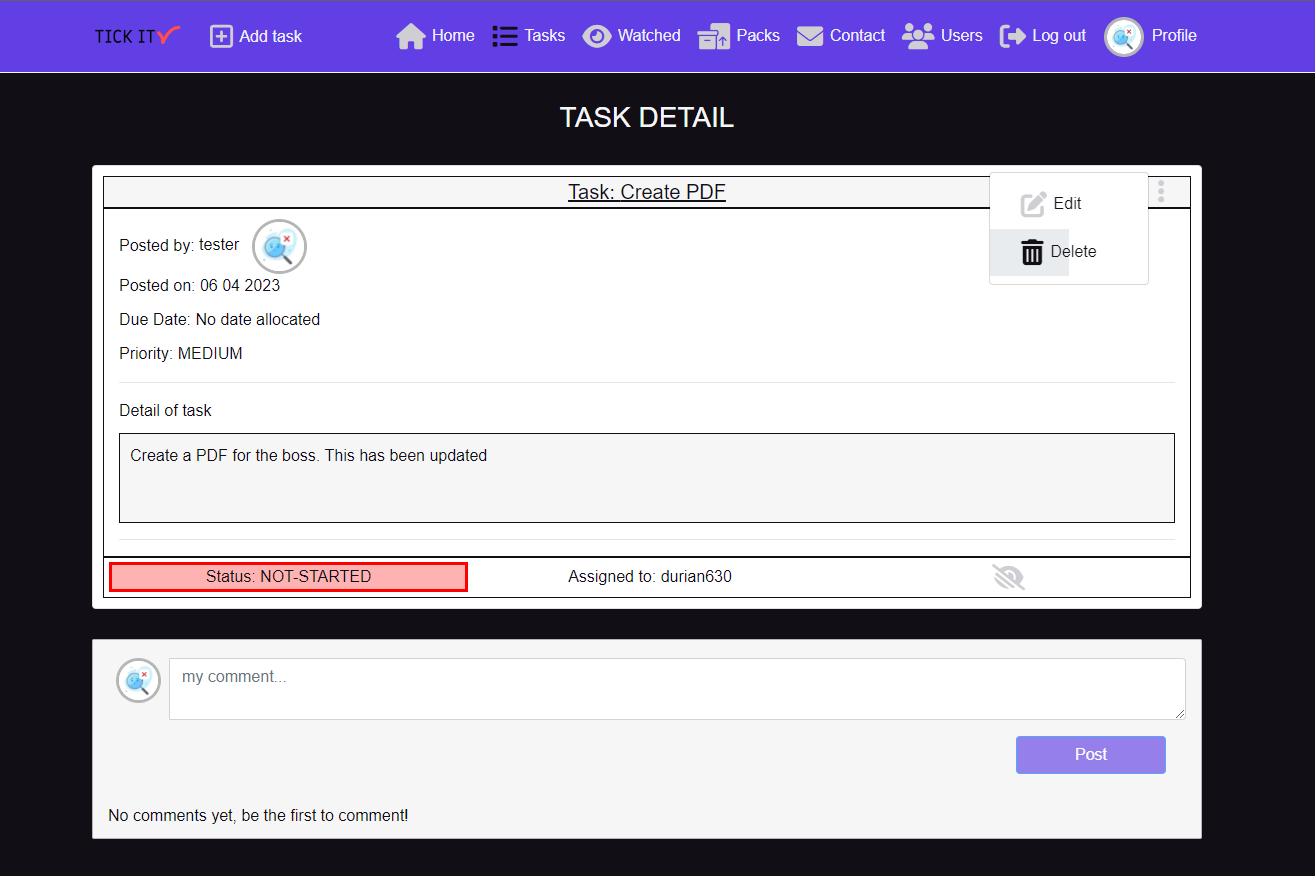 TICK IT Add task Home Tasks Watched Packs Contact Users Log out Profile
TASK DETAIL
Task: Create PDF
Edit
Delete
Posted by: tester
Posted on: 06 04 2023
Due Date: No date allocated
Priority: MEDIUM
Detail of task
Create a PDF for the boss. This has been updated
Status: NOT-STARTED Assigned to: durian630
my comment...
Post
No comments yet, be the first to comment!